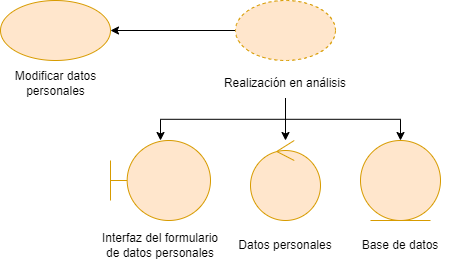 Modificar datos
personales
Realización en análisis
Interfaz del formulario
de datos personales
Datos personales
Base de datos